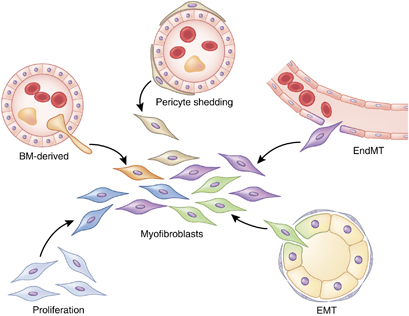 Pericyte shedding
BM-derived
EndMT
Myofibroblasts
Proliferation
EMT